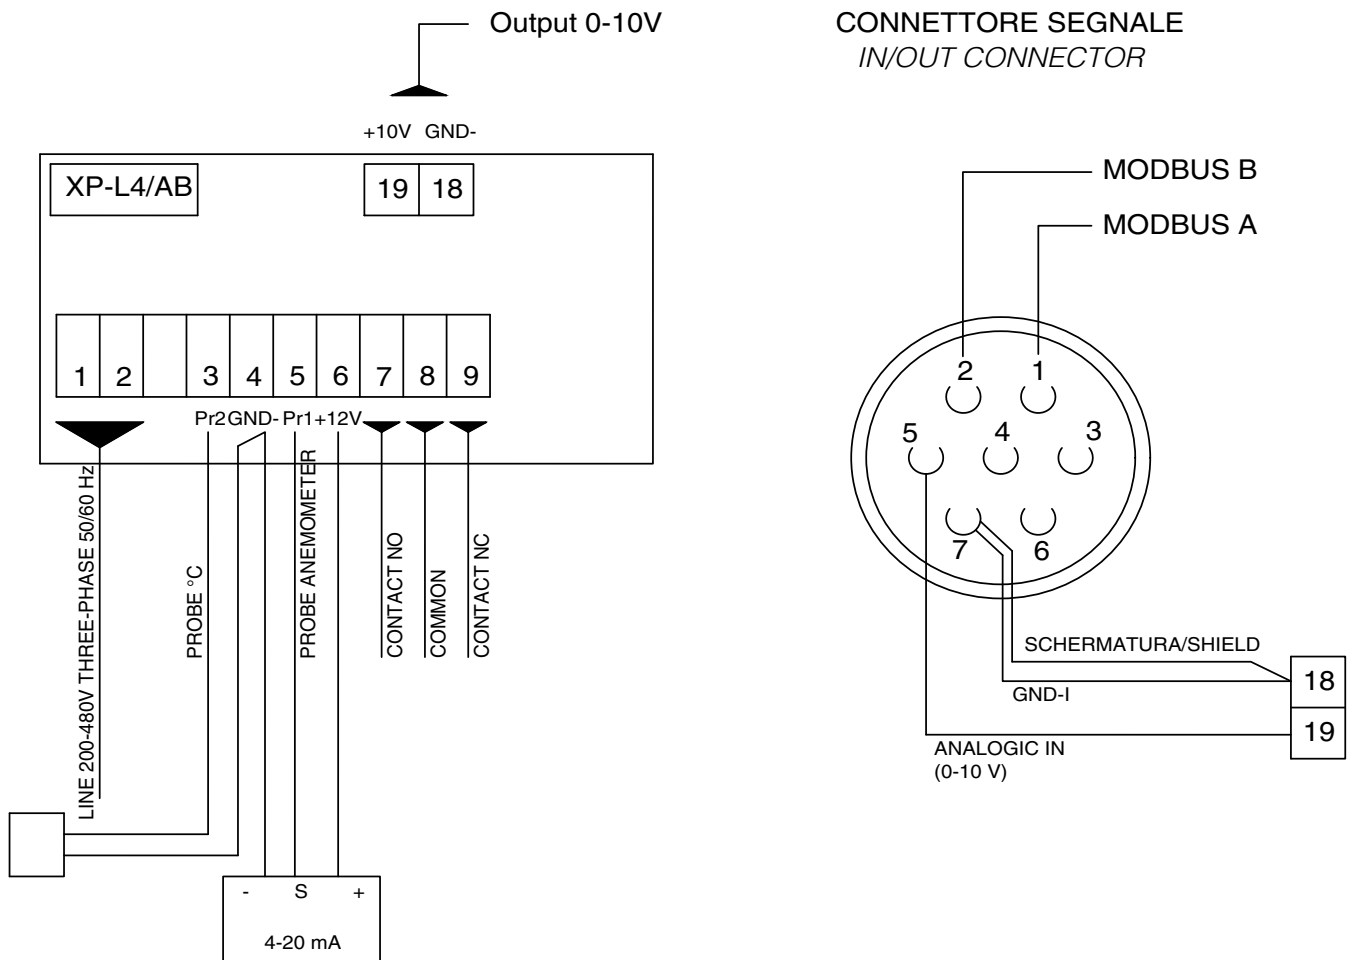 Output 0-10V
+10V GND-
XP-L4/AB
19 18
1 2 3 4 5 6 7 8 9
Pr2 GND- Pr1 +12V
LINE 200-480V THREE-PHASE 50/60 Hz
PROBE °C
PROBE ANEMOMETER
CONTACT NO
COMMON
CONTACT NC
- S +
4-20 mA
CONNETTORE SEGNALE
IN/OUT CONNECTOR
MODBUS B
MODBUS A
2 1
5 4 3
7 6
SCHERMATURA/SHIELD
GND-I
18
19
ANALOGIC IN
(0-10 V)